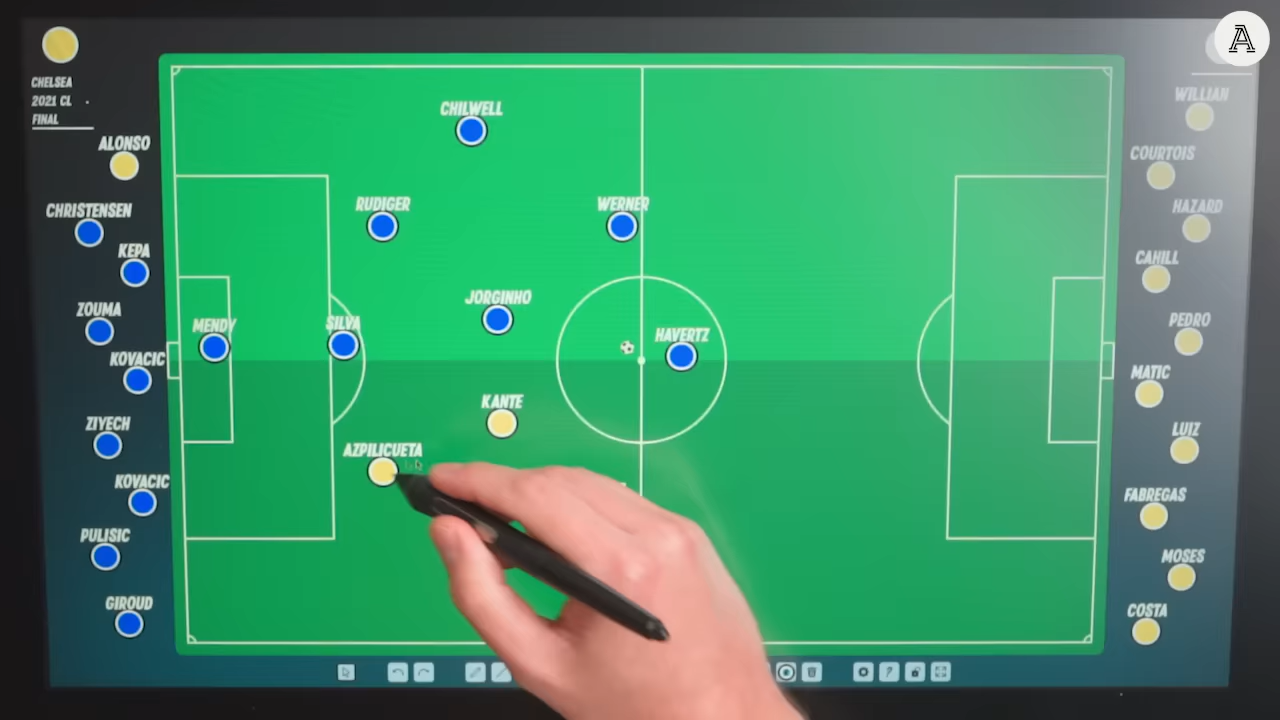 A
CHELSEA
2021 CL
FINAL
ALONSO
CHRISTENSEN
KEPA
ZOUMA
KOVACIC
ZIYECH
KOVACIC
PULISIC
GIROUD
CHILWELL
RUDIGER
WERNER
JORGINHO
MENDY
SILVA
HAVERTZ
KANTE
AZPILICUETA
WILLIAN
COURTOIS
HAZARD
CAHILL
PEDRO
MATIC
LUIZ
FABREGAS
MOSES
COSTA